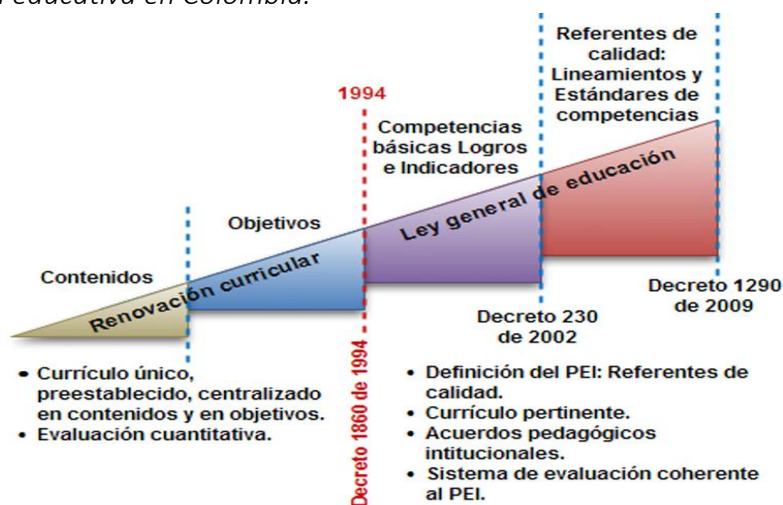 educativa en Colombia.
Referentes de
calidad:
Lineamientos y
Estándares de
competencias
1994
Competencias
básicas Logros
e Indicadores
Objetivos
Contenidos
Renovación curricular
Ley general de educación
Decreto 230
de 2002
Decreto 1290
de 2009
Decreto 1860 de 1994
• Currículo único,
preestablecido, centralizado
en contenidos y en objetivos.
• Evaluación cuantitativa.
• Definición del PEI: Referentes de
calidad.
• Currículo pertinente.
• Acuerdos pedagógicos
intitucionales.
• Sistema de evaluación coherente
al PEI.